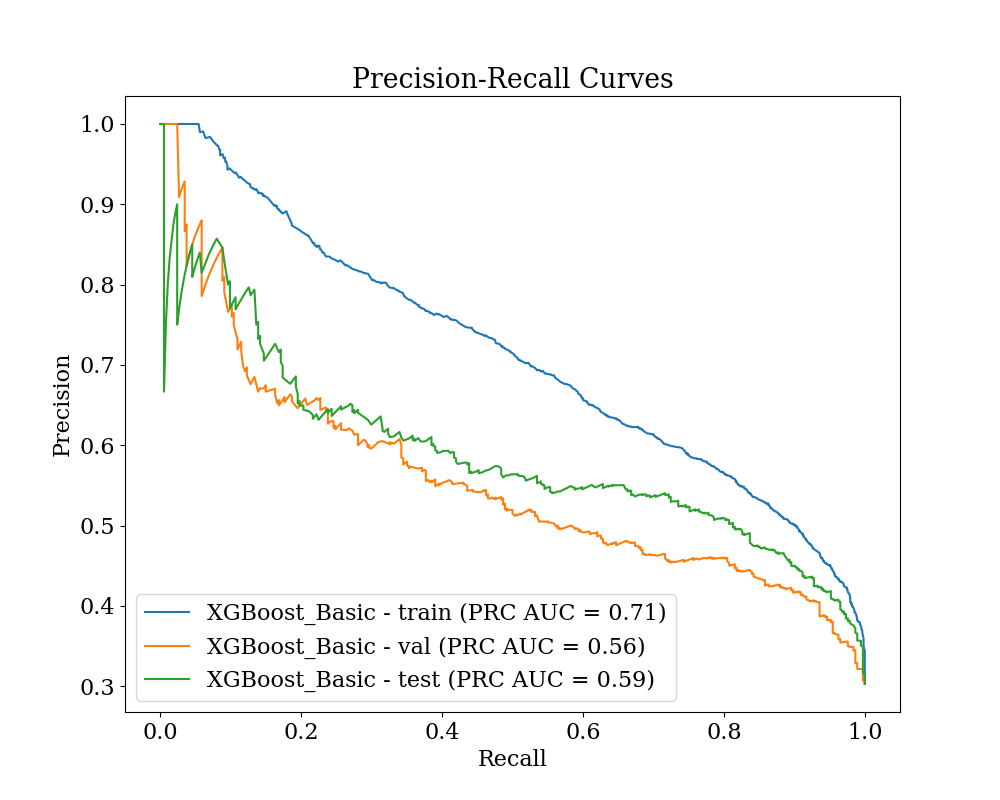 Precision-Recall Curves
Precision
1.0
0.9
0.8
0.7
0.6
0.5
0.4
0.3
XGBoost_Basic - train (PRC AUC = 0.71)
XGBoost_Basic - val (PRC AUC = 0.56)
XGBoost_Basic - test (PRC AUC = 0.59)
0.0 0.2 0.4 0.6 0.8 1.0
Recall